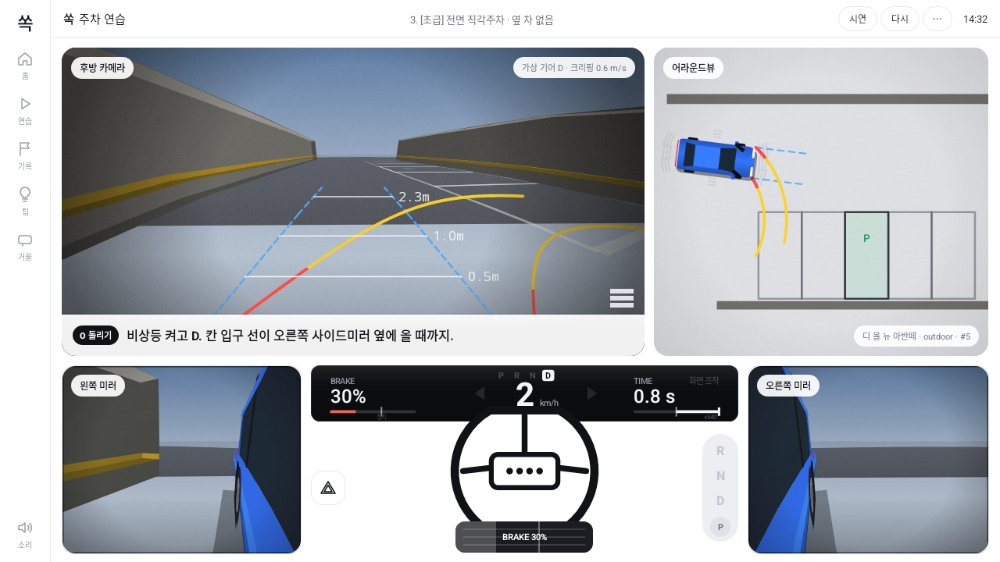 쏙
쏙 주차 연습
3. [초급] 전면 직각주차 · 옆 차 없음
시연
다시
···
14:32
홈
연습
기록
팁
거울
소리
후방 카메라
가상 기어 D · 크리핑 0.6 m/s
2.3m
1.0m
0.5m
0 돌리기
비상등 켜고 D. 칸 입구 선이 오른쪽 사이드미러 옆에 올 때까지.
어라운드뷰
P
디 올 뉴 아반떼 · outdoor · #5
왼쪽 미러
P R N D
BRAKE
30%
2 km/h
TIME
0.8 s
화면 조작
BRAKE 30%
R
N
D
P
오른쪽 미러